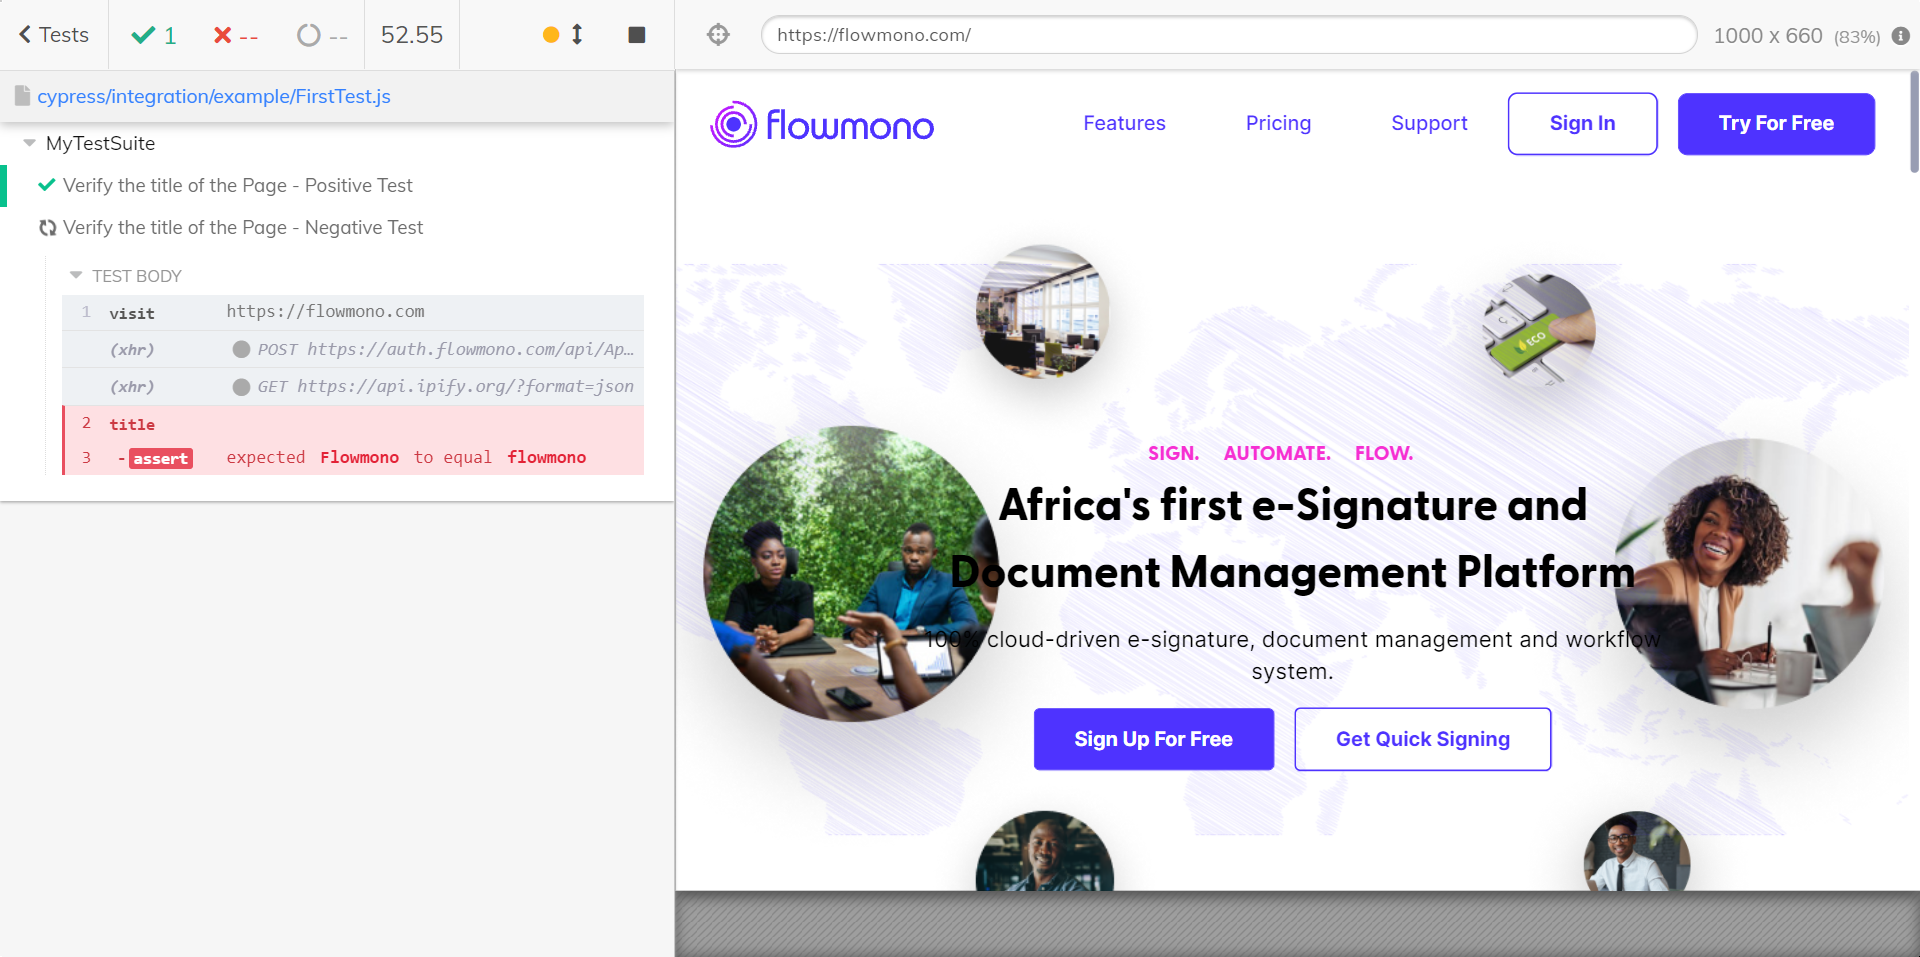 Tests
1
--
--
52.55
https://flowmono.com/
1000 x 660 (83%)
cypress/integration/example/FirstTest.js
MyTestSuite
Verify the title of the Page - Positive Test
Verify the title of the Page - Negative Test
TEST BODY
1 visit https://flowmono.com
(xhr) POST https://auth.flowmono.com/api/Ap...
(xhr) GET https://api.ipify.org/?format=json
2 title
3 -assert expected Flowmono to equal flowmono
flowmono
Features
Pricing
Support
Sign In
Try For Free
C
ECO
SIGN. AUTOMATE. FLOW.
Africa's first e-Signature and
Document Management Platform
100% cloud-driven e-signature, document management and workflow
system.
Sign Up For Free
Get Quick Signing